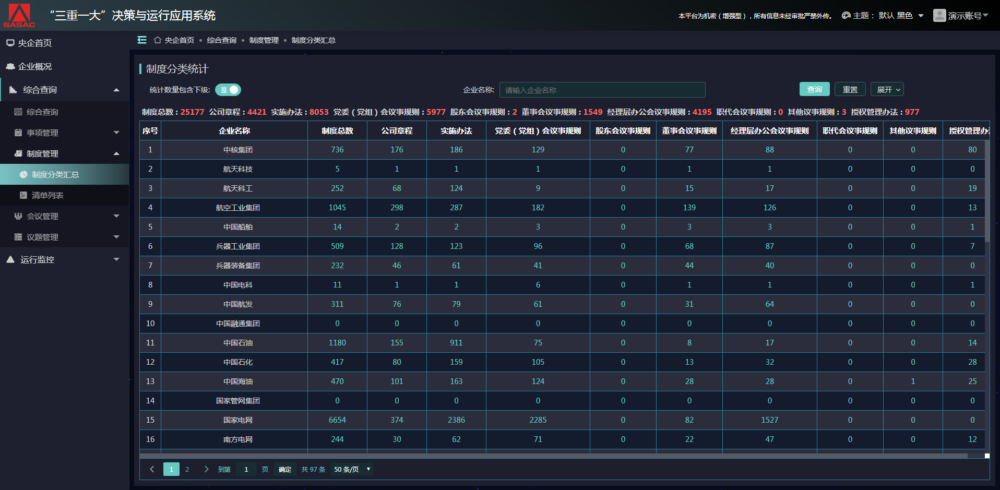 SASAC
“三重一大”决策与运行应用系统
本平台为机密（增强型），所有信息未经审批严禁外传。
主题： 默认 黑色
演示账号
央企首页
企业概况
综合查询
综合查询
事项管理
制度管理
制度分类汇总
清单列表
会议管理
议题管理
运行监控
央企首页 • 综合查询 • 制度管理 • 制度分类汇总
制度分类统计
统计数量包含下级: 是
企业名称: 请输入企业名称
查询 重置 展开
制度总数：25177 公司章程：4421 实施办法：8053 党委（党组）会议事规则：5977 股东会议事规则：2 董事会议事规则：1549 经理层办公会议事规则：4195 职代会议事规则：0 其他议事规则：3 授权管理办法：977
序号 企业名称 制度总数 公司章程 实施办法 党委（党组）会议事规则 股东会议事规则 董事会议事规则 经理层办公会议事规则 职代会议事规则 其他议事规则 授权管理办
1 中核集团 736 176 186 129 0 77 88 0 0 80
2 航天科技 5 1 1 1 0 1 1 0 0 0
3 航天科工 252 68 124 9 0 15 17 0 0 19
4 航空工业集团 1045 298 287 182 0 139 126 0 0 13
5 中国船舶 14 2 2 3 0 3 3 0 0 1
6 兵器工业集团 509 128 123 96 0 68 87 0 0 7
7 兵器装备集团 232 46 61 41 0 44 40 0 0 0
8 中国电科 11 1 1 6 0 1 1 0 0 1
9 中国航发 311 76 79 61 0 31 64 0 0 0
10 中国融通集团 0 0 0 0 0 0 0 0 0 0
11 中国石油 1180 155 911 75 0 8 17 0 0 14
12 中国石化 417 80 159 105 0 13 32 0 0 28
13 中国海油 470 101 163 124 0 28 28 0 1 25
14 国家管网集团 0 0 0 0 0 0 0 0 0 0
15 国家电网 6654 374 2386 2285 0 82 1527 0 0 0
16 南方电网 244 30 62 71 0 22 47 0 0 12
1 2 到第 1 页 确定 共 97 条 50 条/页